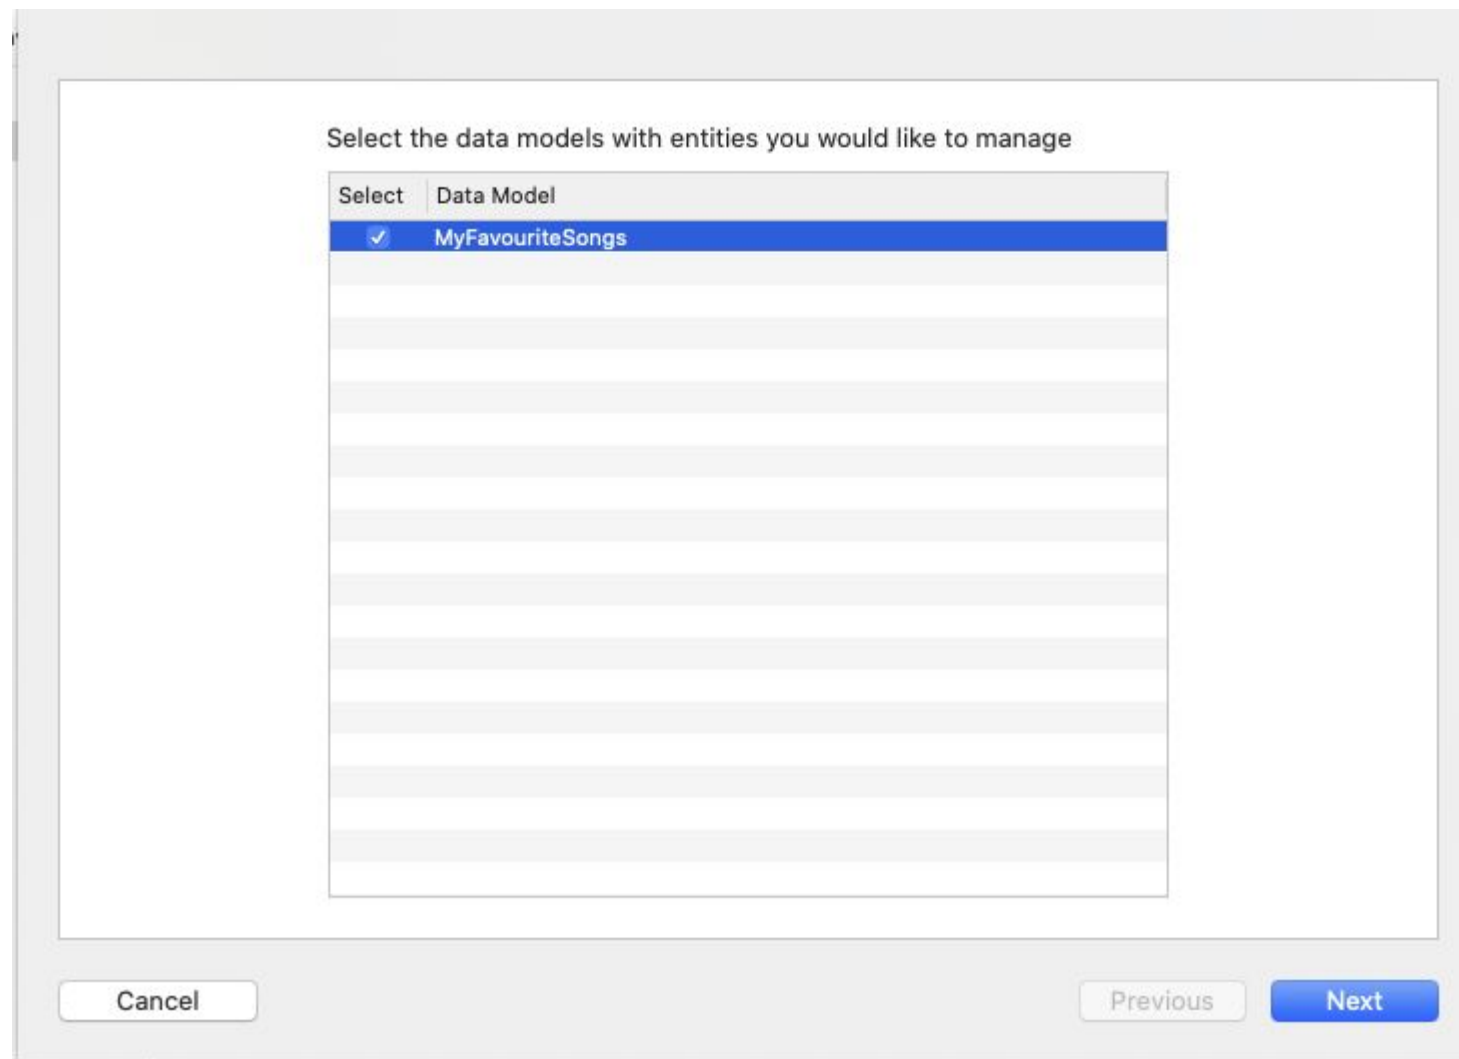 Select the data models with entities you would like to manage
Select Data Model
MyFavouriteSongs
Cancel Previous Next